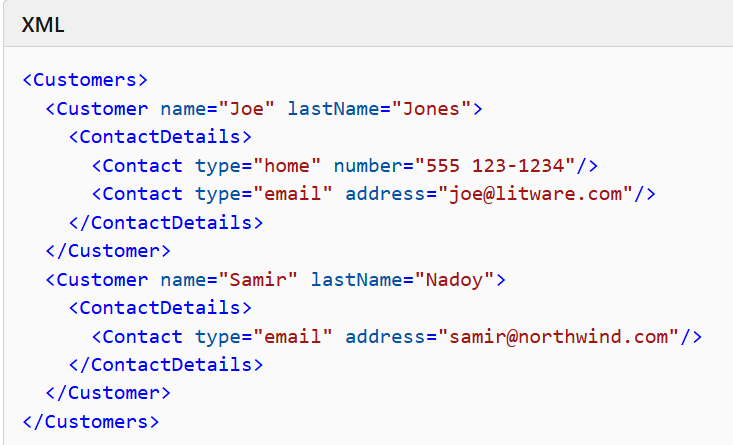 XML
<Customers>
  <Customer name="Joe" lastName="Jones">
    <ContactDetails>
      <Contact type="home" number="555 123-1234"/>
      <Contact type="email" address="joe@litware.com"/>
    </ContactDetails>
  </Customer>
  <Customer name="Samir" lastName="Nadoy">
    <ContactDetails>
      <Contact type="email" address="samir@northwind.com"/>
    </ContactDetails>
  </Customer>
</Customers>